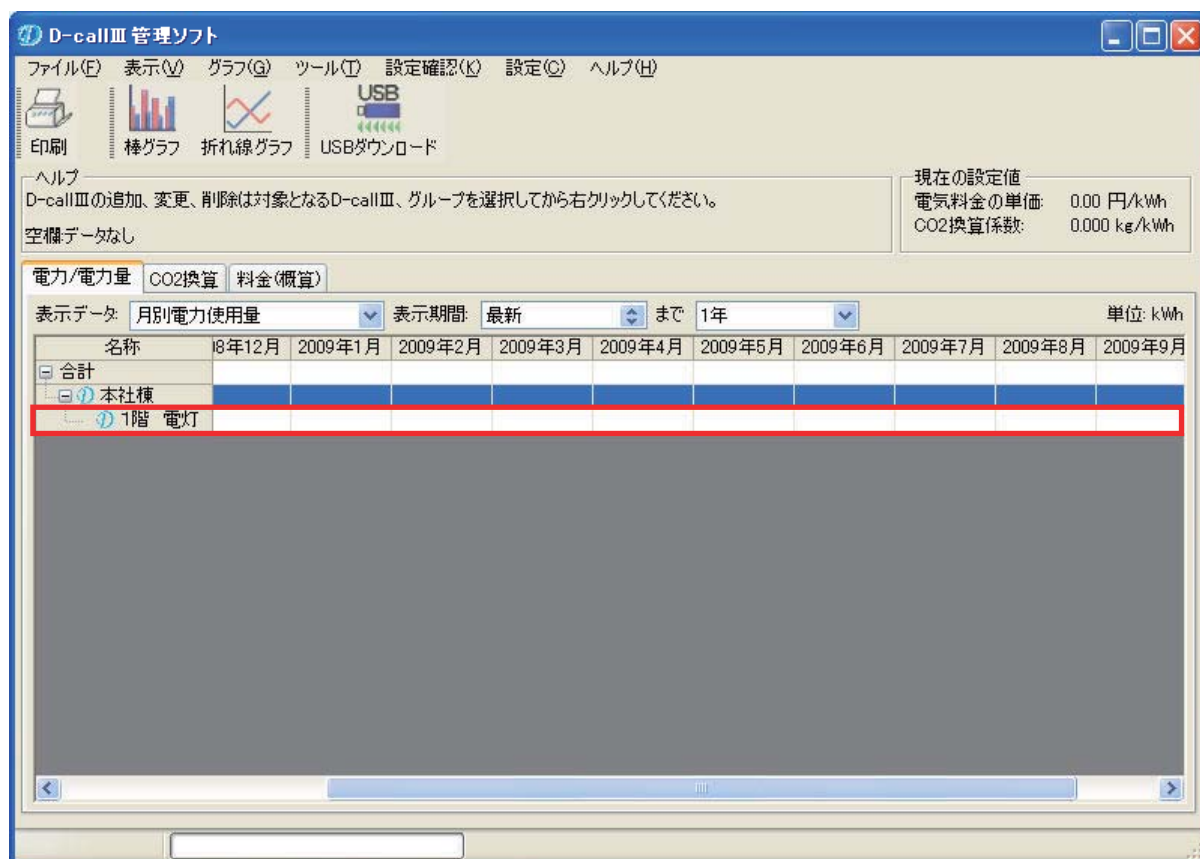 D-callⅢ 管理ソフト
ファイル(F) 表示(V) グラフ(G) ツール(T) 設定確認(K) 設定(C) ヘルプ(H)
USB
印刷 棒グラフ 折れ線グラフ USBダウンロード
ヘルプ
D-callⅢの追加、変更、削除は対象となるD-callⅢ、グループを選択してから右クリックしてください。
空欄:データなし
現在の設定値
電気料金の単価: 0.00 円/kWh
CO2換算係数: 0.000 kg/kWh
電力/電力量 CO2換算 料金(概算)
表示データ: 月別電力使用量 表示期間: 最新 まで 1年 単位: kWh
名称 8年12月 2009年1月 2009年2月 2009年3月 2009年4月 2009年5月 2009年6月 2009年7月 2009年8月 2009年9月
合計
本社棟
1階 電灯